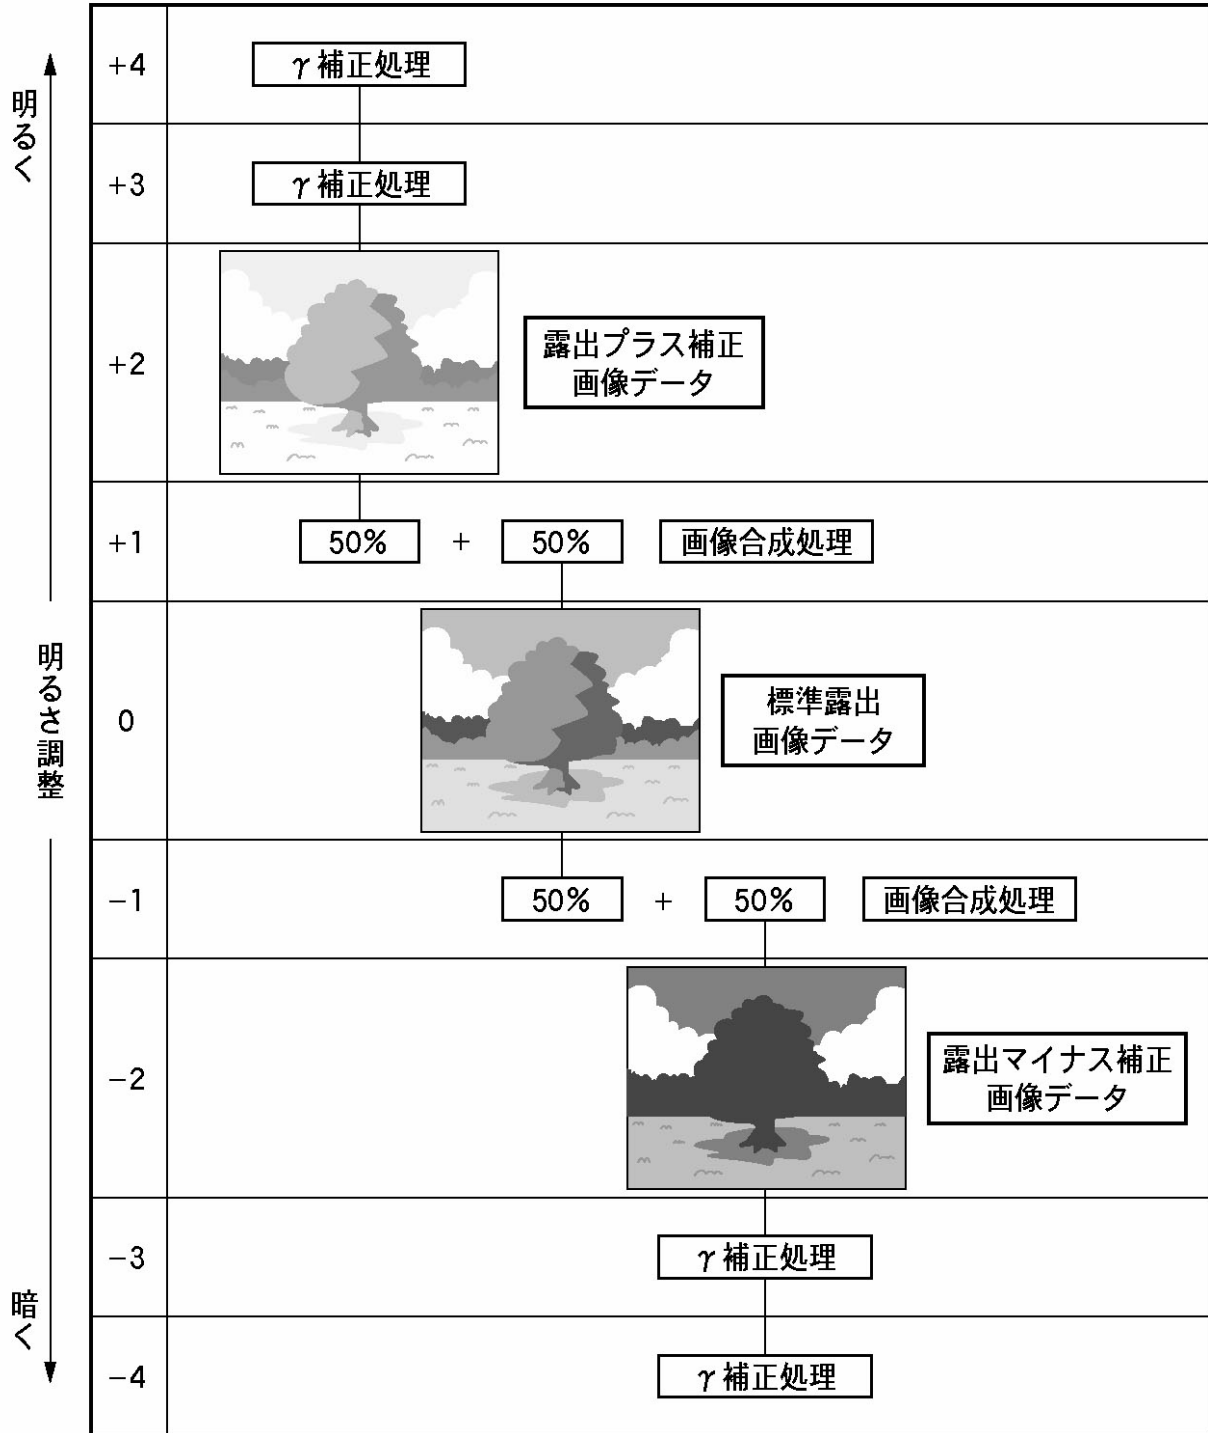 明るく
明るさ調整
暗く
+4
γ補正処理
+3
γ補正処理
+2
露出プラス補正
画像データ
+1
50% + 50% 画像合成処理
0
標準露出
画像データ
−1
50% + 50% 画像合成処理
−2
露出マイナス補正
画像データ
−3
γ補正処理
−4
γ補正処理